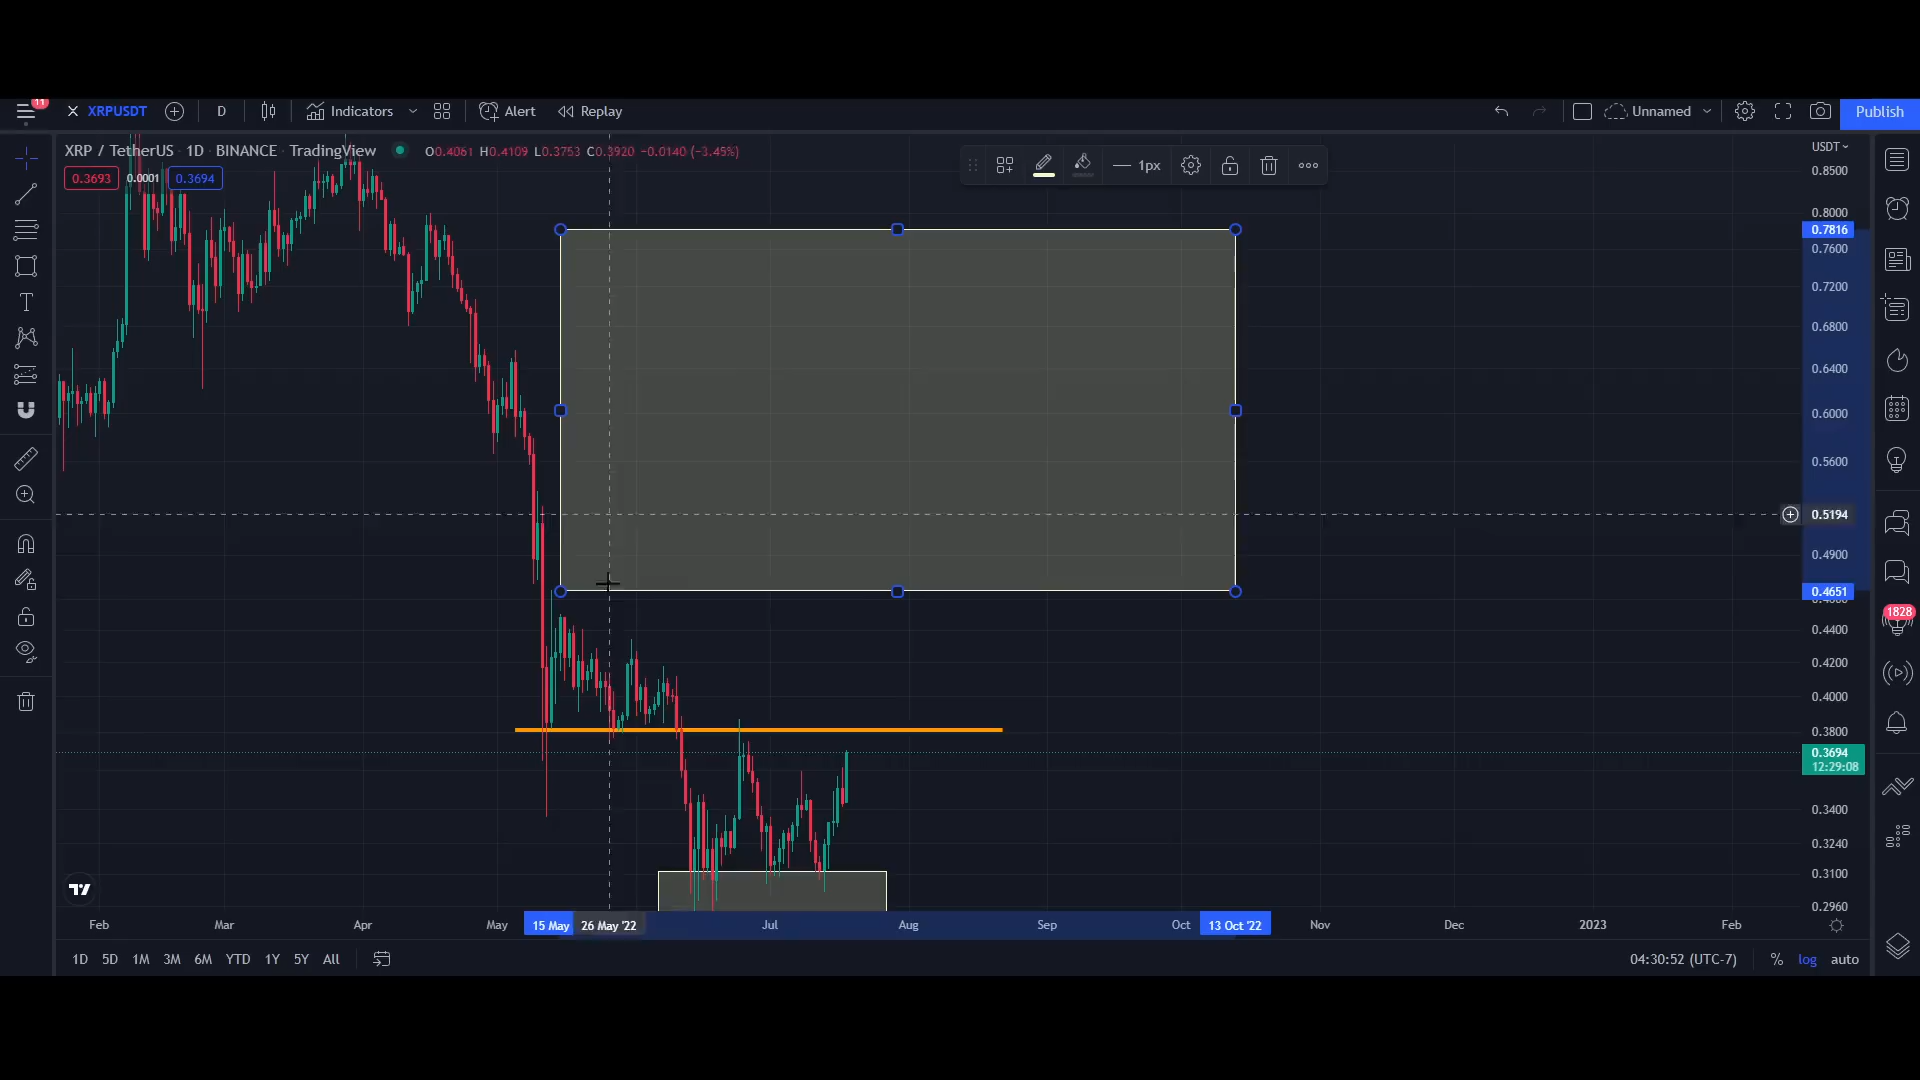 11
XRPUSDT
D
Indicators
Alert
Replay
Unnamed
Publish
XRP / TetherUS · 1D · BINANCE · TradingView
O0.4061 H0.4109 L0.3753 C0.3920 -0.0140 (-3.45%)
0.3693 0.0001 0.3694
1px
USDT
0.8500
0.8000
0.7816
0.7600
0.7200
0.6800
0.6400
0.6000
0.5600
0.5194
0.4900
0.4651
0.4400
0.4200
0.4000
0.3800
0.3694
12:29:08
0.3400
0.3240
0.3100
0.2960
1828
Feb Mar Apr May 15 May 26 May '22 Jul Aug Sep Oct 13 Oct '22 Nov Dec 2023 Feb
1D 5D 1M 3M 6M YTD 1Y 5Y All
04:30:52 (UTC-7) % log auto